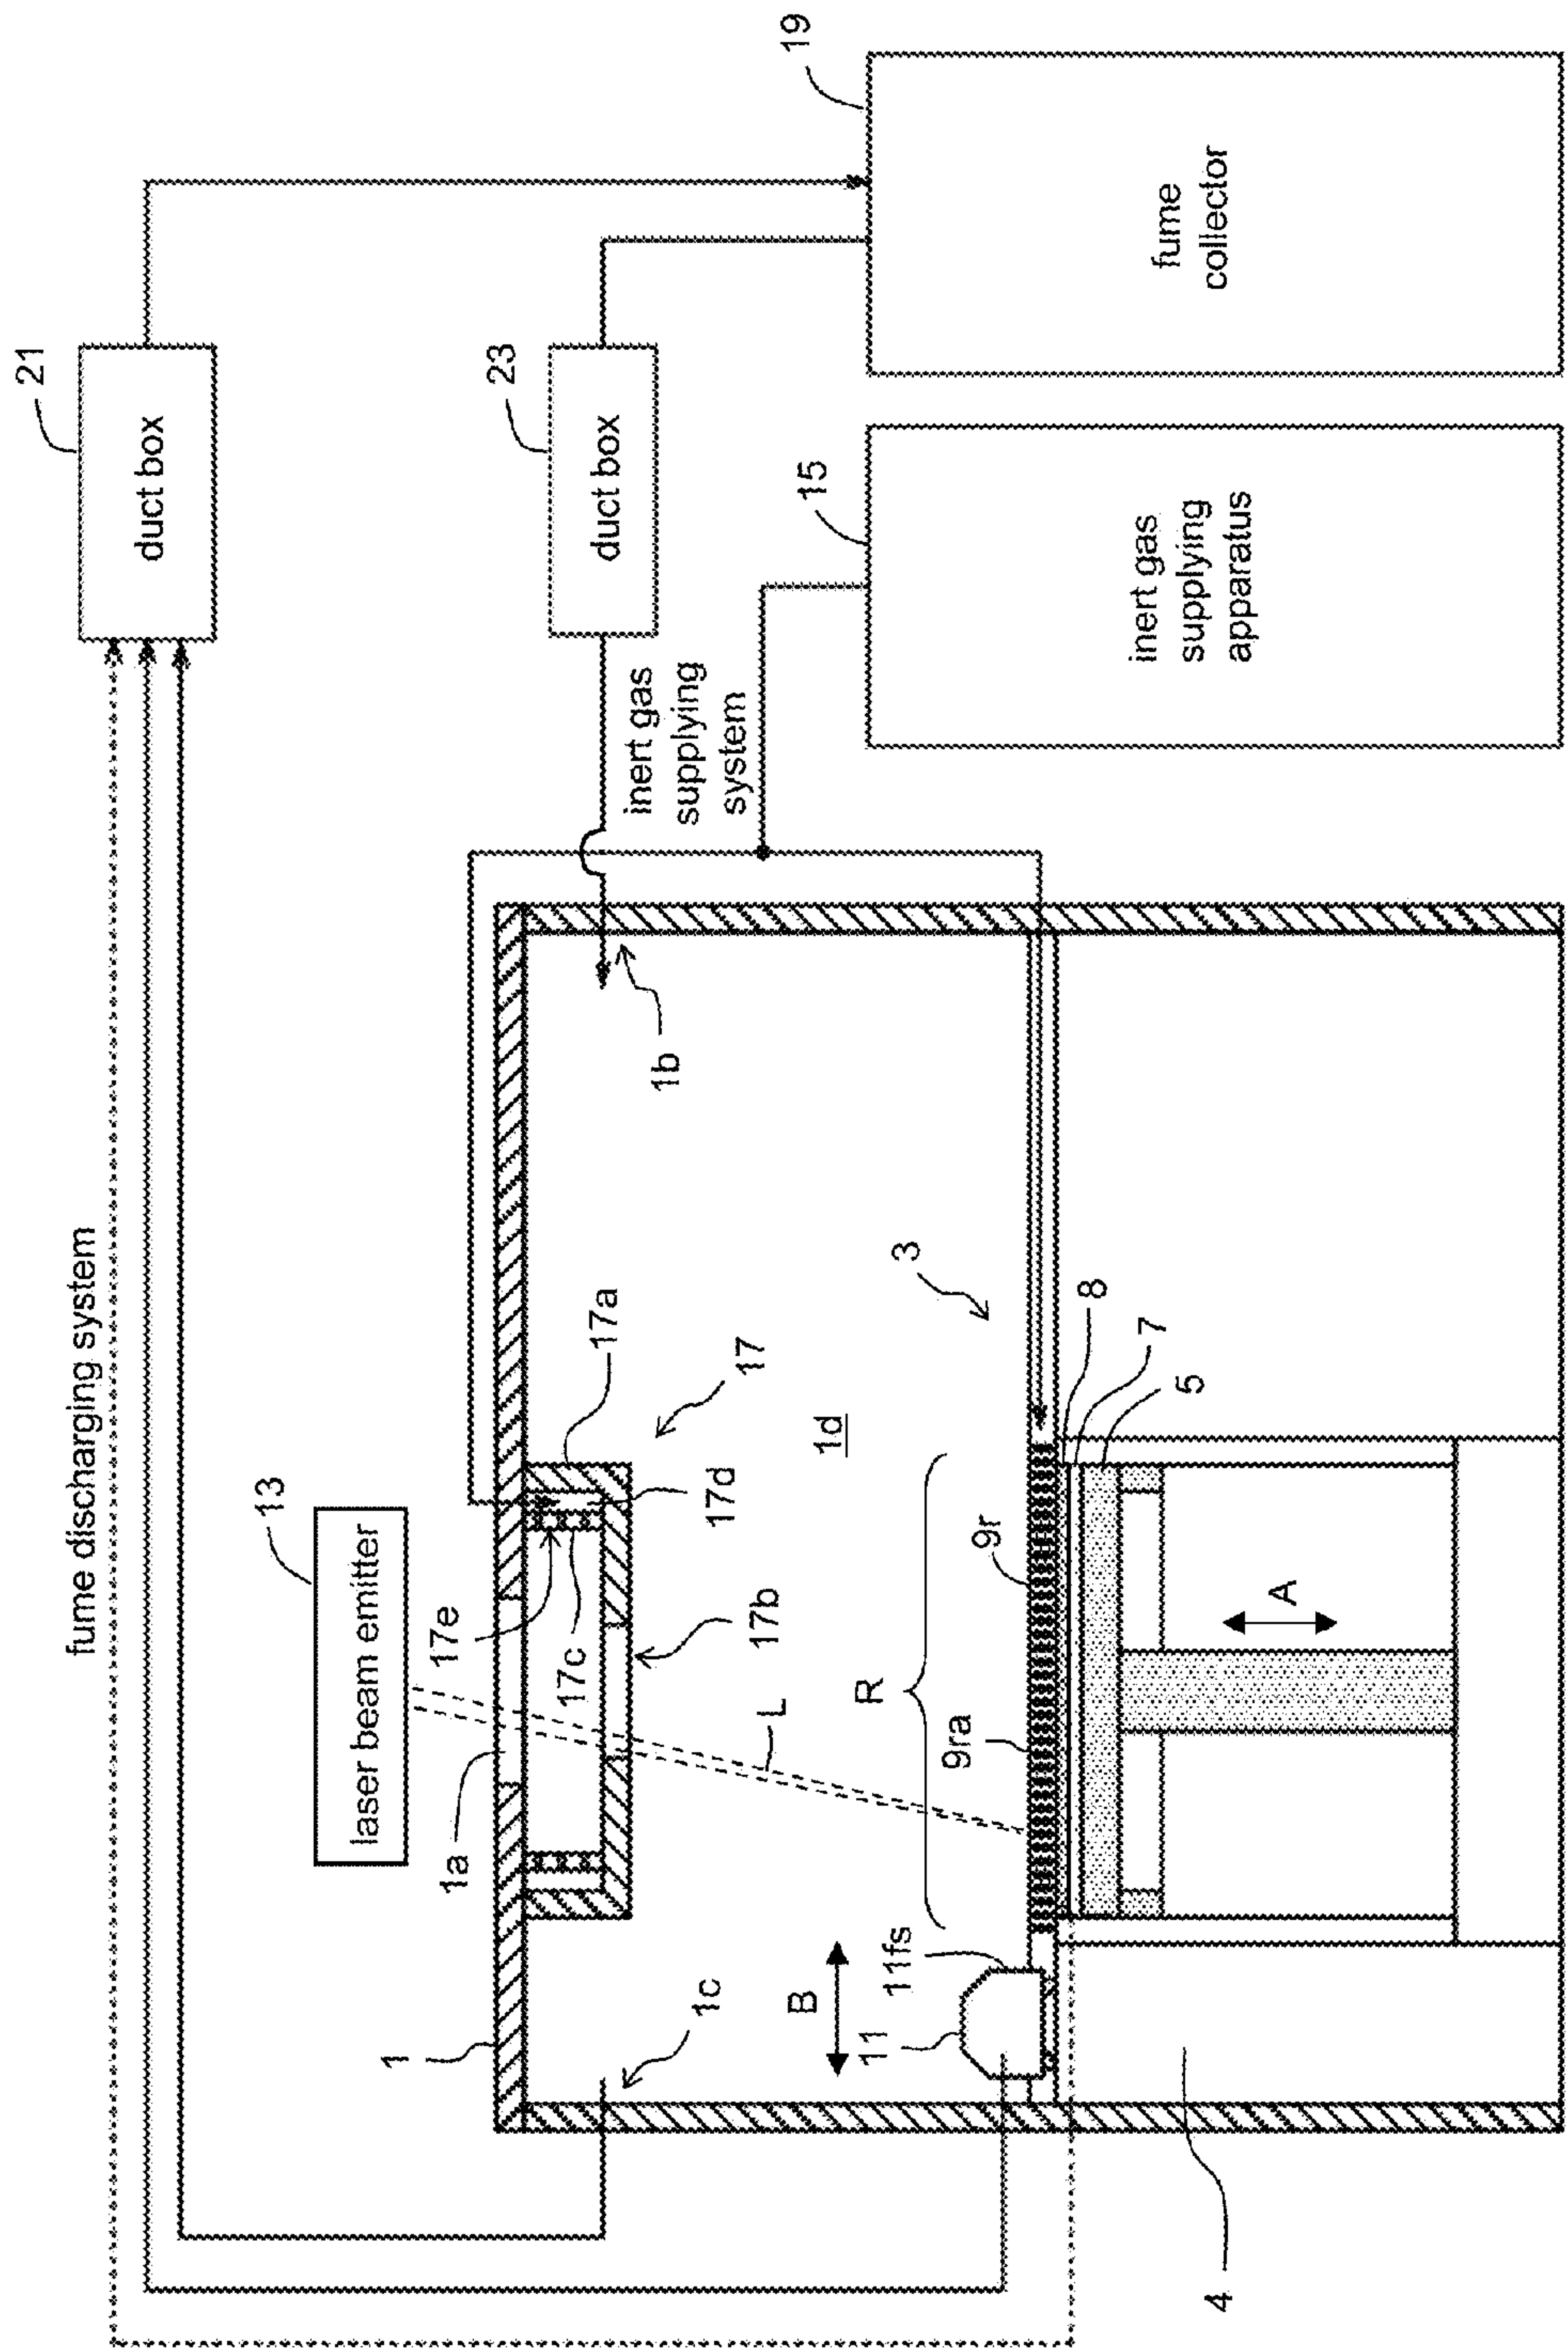 fume discharging system
21
duct box
19
fume
collector
23
duct box
inert gas
supplying
system
15
inert gas
supplying
apparatus
13
laser beam emitter
1
1a
1b
1c
1d
17
17a
17b
17c
17d
17e
L
3
R
9r
9ra
B
11
11fs
8
7
5
A
4